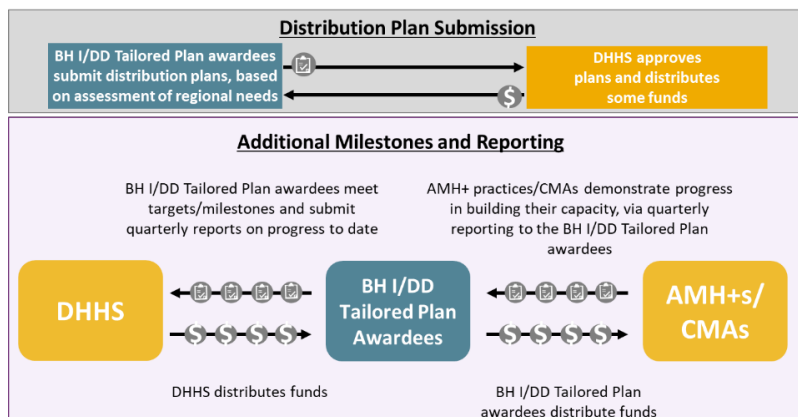 Distribution Plan Submission
BH I/DD Tailored Plan awardees
submit distribution plans, based
on assessment of regional needs
DHHS approves
plans and distributes
some funds
$
Additional Milestones and Reporting
BH I/DD Tailored Plan awardees meet
targets/milestones and submit
quarterly reports on progress to date
AMH+ practices/CMAs demonstrate progress
in building their capacity, via quarterly
reporting to the BH I/DD Tailored Plan
awardees
DHHS
BH I/DD
Tailored Plan
Awardees
AMH+s/
CMAs
$ $ $ $
$ $ $ $
DHHS distributes funds
BH I/DD Tailored Plan
awardees distribute funds